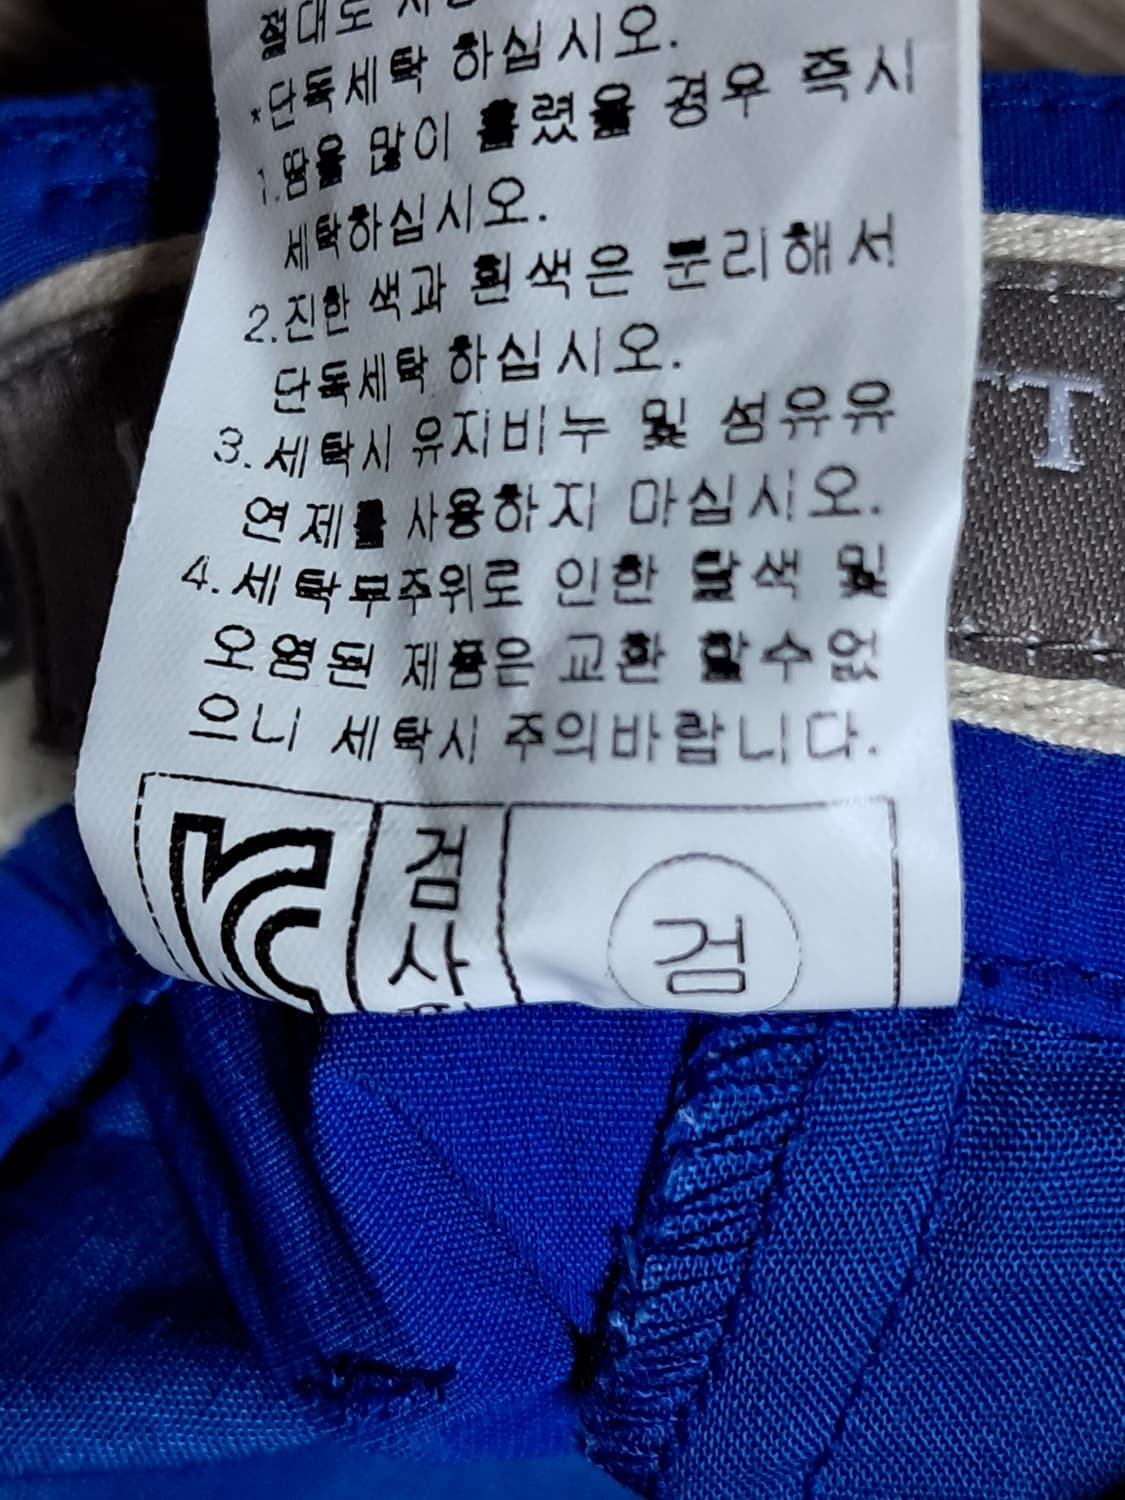 절대도 사용
*단독세탁 하십시오.
1.땀을 많이 흘렸을 경우 즉시
세탁하십시오.
2.진한 색과 흰색은 분리해서
단독세탁 하십시오.
3.세탁시 유지비누 및 섬유유
연제를 사용하지 마십시오.
4.세탁부주위로 인한 탈색 및
오염된 제품은 교환 할수없
으니 세탁시 주의바랍니다.
검사
검
TT